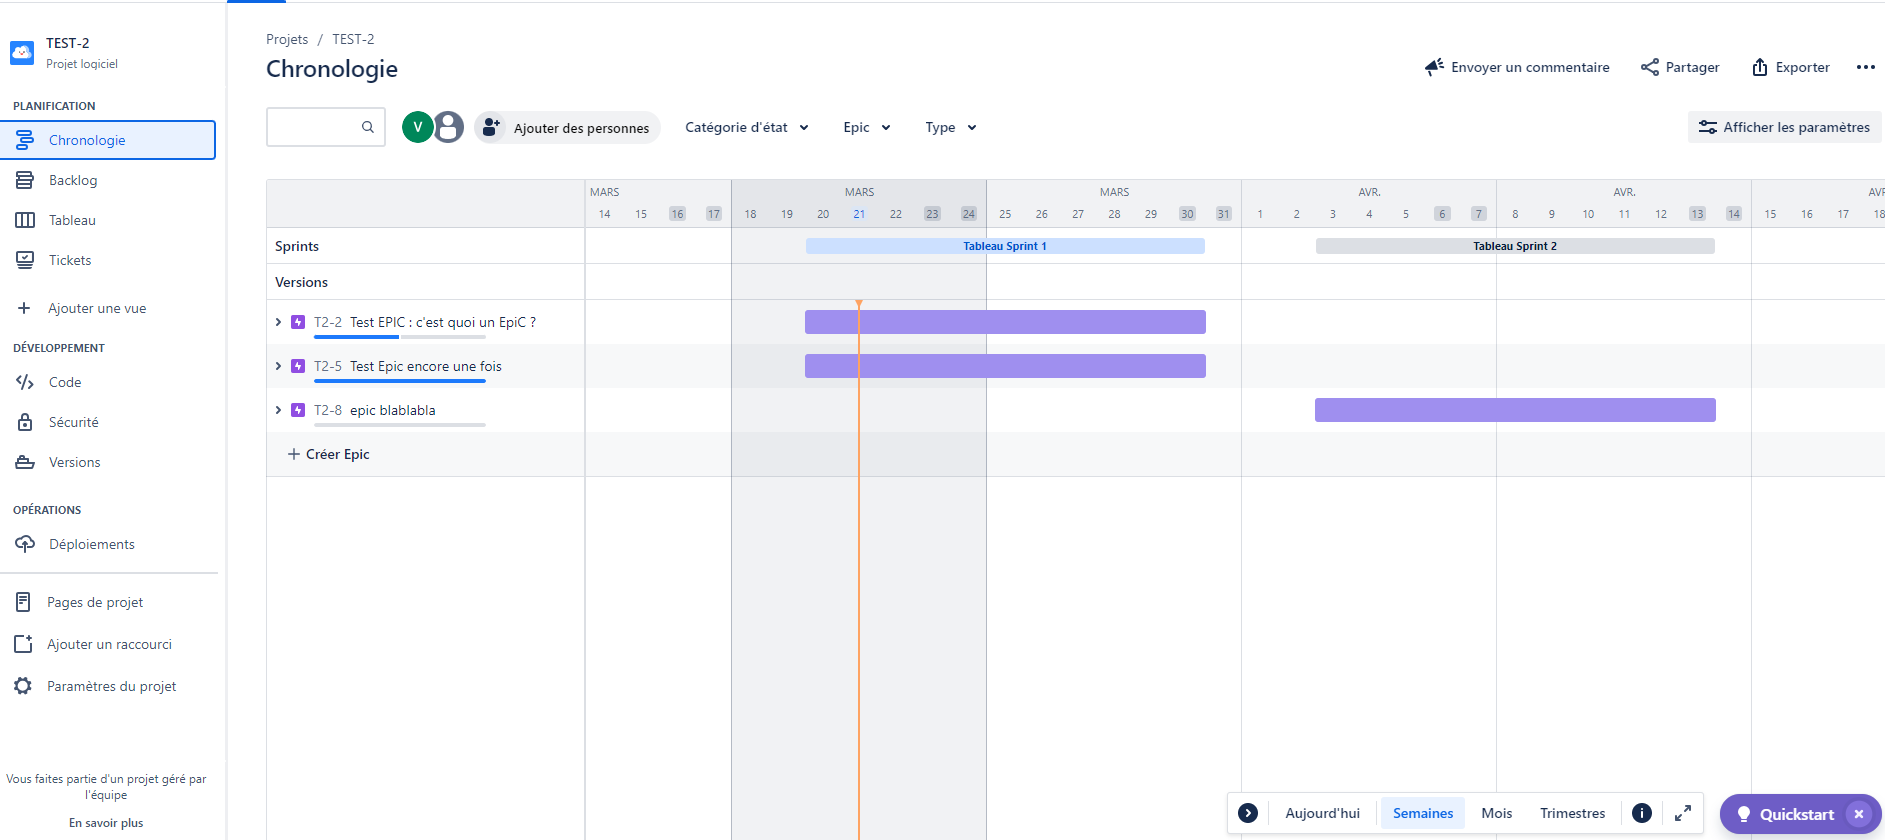 TEST-2
Projet logiciel
PLANIFICATION
Chronologie
Backlog
Tableau
Tickets
Ajouter une vue
DÉVELOPPEMENT
Code
Sécurité
Versions
OPÉRATIONS
Déploiements
Pages de projet
Ajouter un raccourci
Paramètres du projet
Vous faites partie d'un projet géré par
l'équipe
En savoir plus
Projets / TEST-2
Chronologie
Envoyer un commentaire Partager Exporter
V Ajouter des personnes Catégorie d'état Epic Type Afficher les paramètres
MARS MARS MARS AVR. AVR. AVR
14 15 16 17 18 19 20 21 22 23 24 25 26 27 28 29 30 31 1 2 3 4 5 6 7 8 9 10 11 12 13 14 15 16 17 18
Sprints Tableau Sprint 1 Tableau Sprint 2
Versions
T2-2 Test EPIC : c'est quoi un EpiC ?
T2-5 Test Epic encore une fois
T2-8 epic blablabla
+ Créer Epic
Aujourd'hui Semaines Mois Trimestres Quickstart